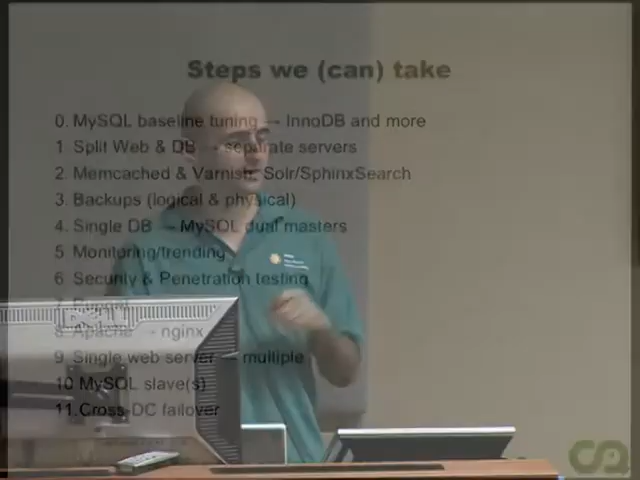 Steps we (can) take
0. MySQL baseline tuning → InnoDB and more
1 Split Web & DB → separate servers
2. Memcached & Varnish, Solr/SphinxSearch
3. Backups (logical & physical)
4. Single DB → MySQL dual masters
5 Monitoring/trending
6 Security & Penetration testing
7
8 Apache → nginx
9 Single web server → multiple
10 MySQL slave(s)
11.Cross-DC failover